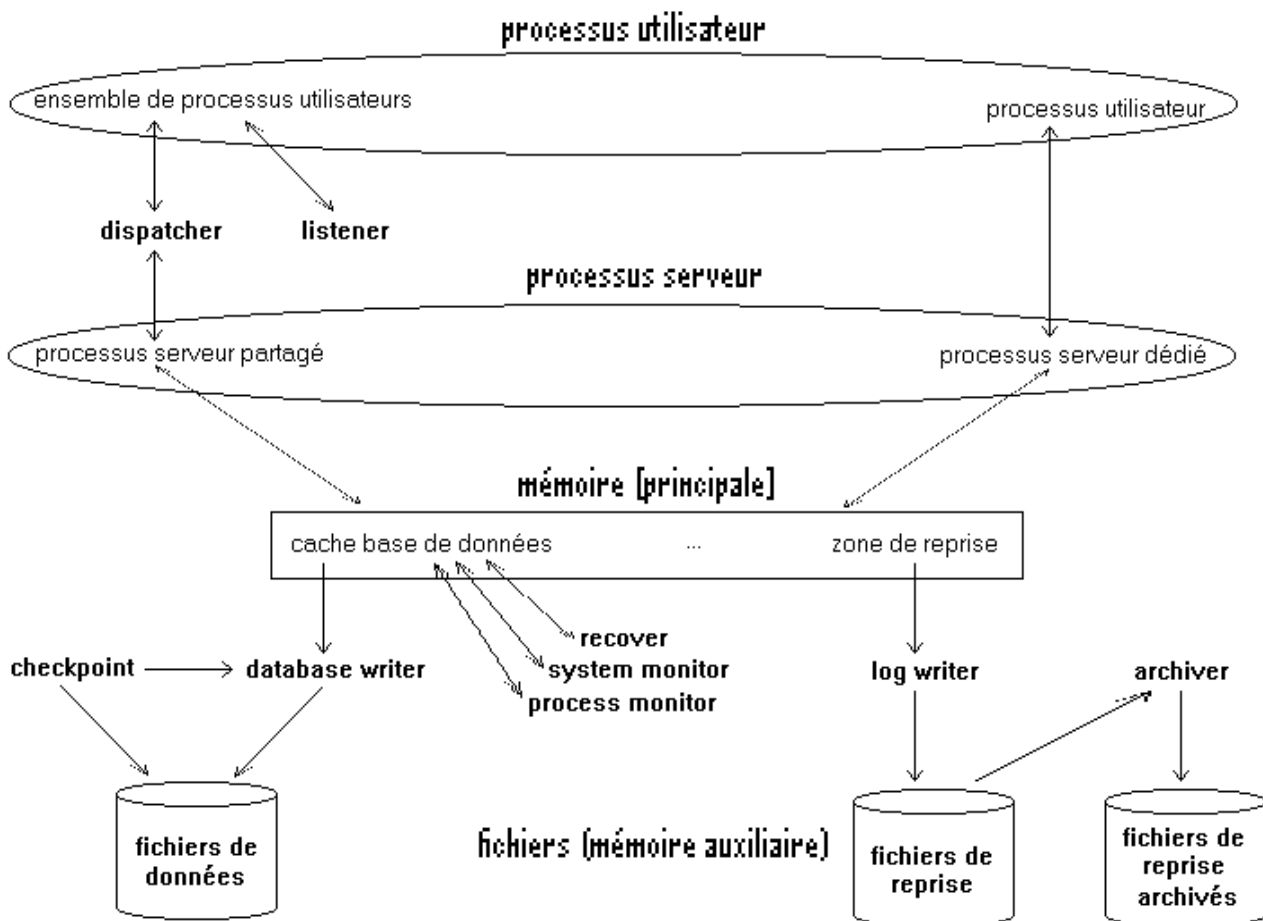 processus utilisateur
ensemble de processus utilisateurs
processus utilisateur
dispatcher
listener
processus serveur
processus serveur partagé
processus serveur dédié
mémoire (principale)
cache base de données
...
zone de reprise
recover
system monitor
process monitor
checkpoint
database writer
log writer
archiver
fichiers de
données
fichiers (mémoire auxiliaire)
fichiers de
reprise
fichiers de
reprise
archivés